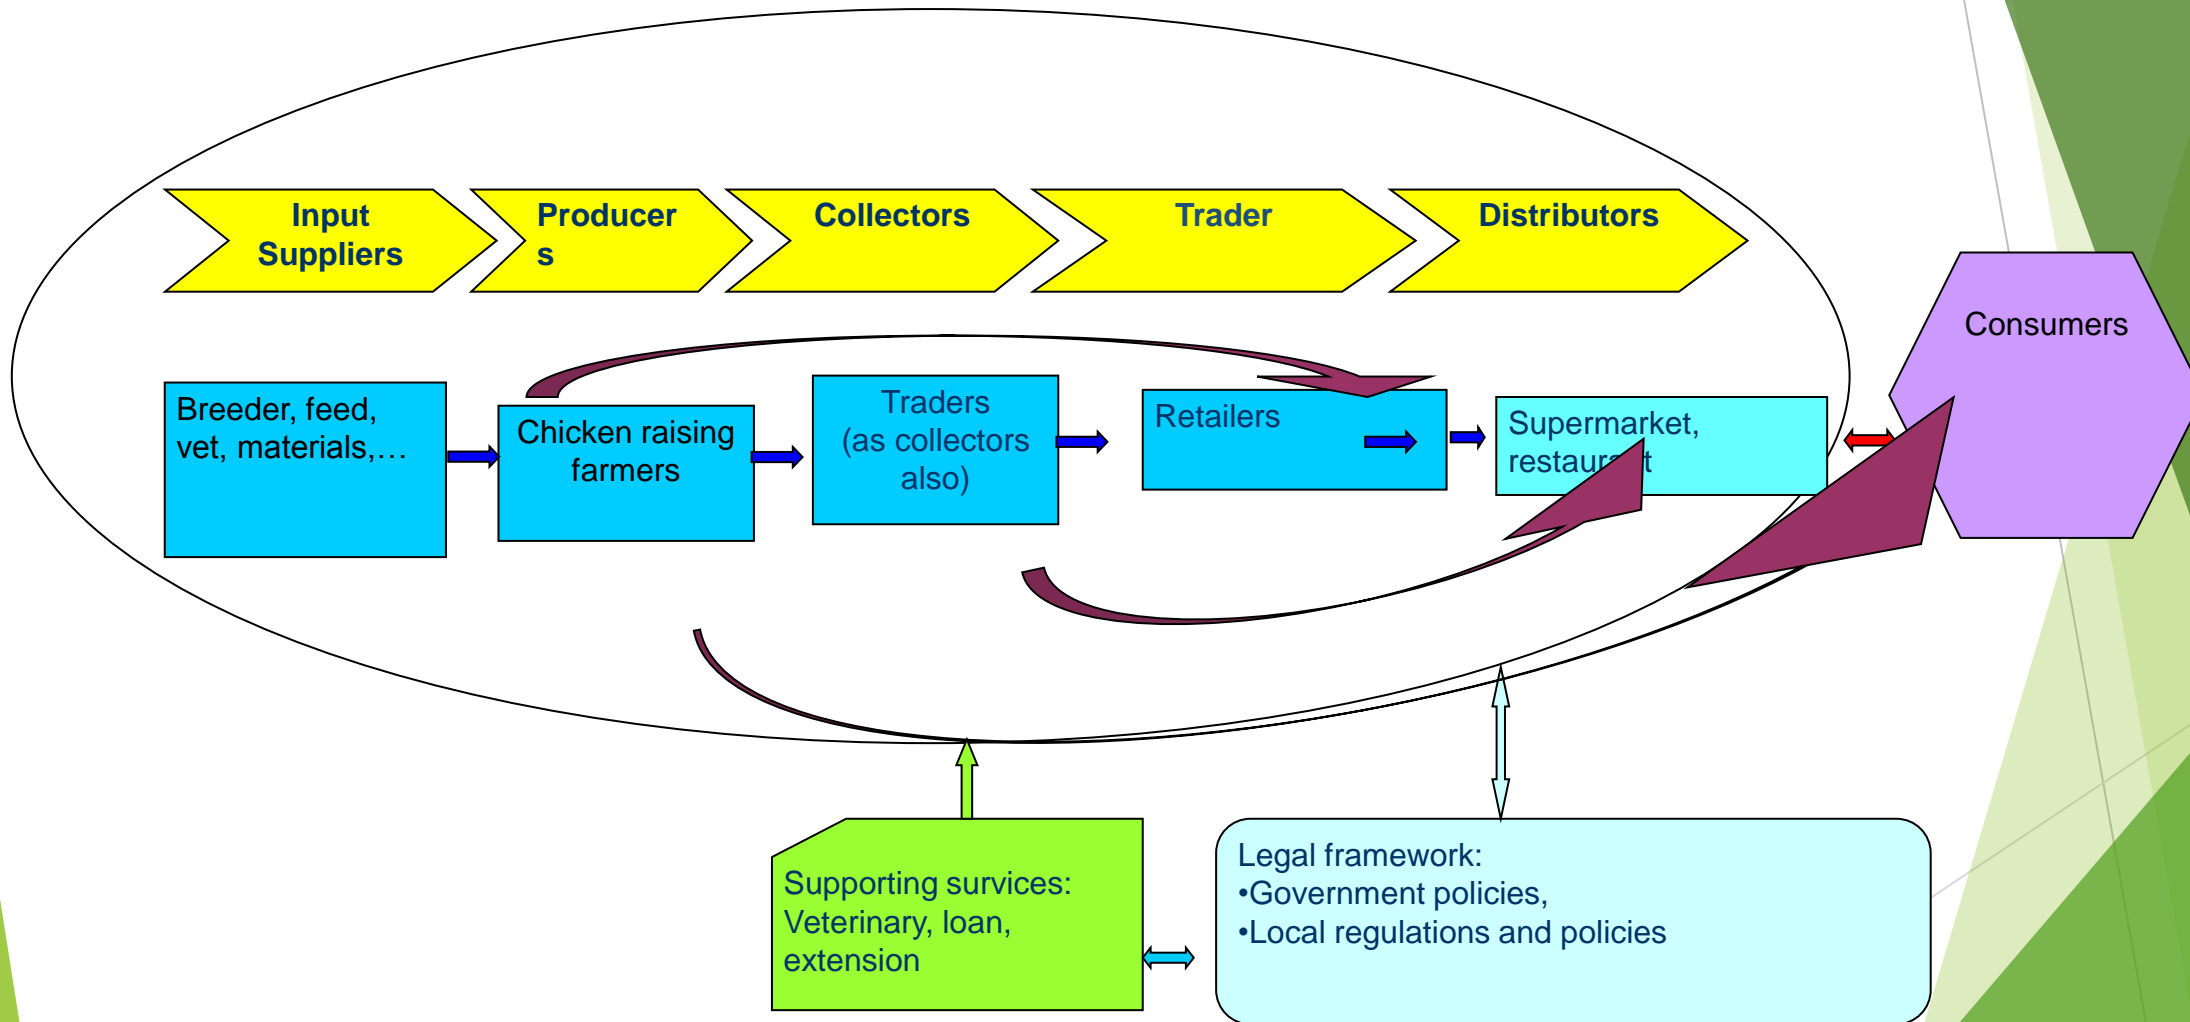 Input
Suppliers
Producer
s
Collectors
Trader
Distributors
Consumers
Breeder, feed,
vet, materials,…
Chicken raising
farmers
Traders
(as collectors
also)
Retailers
Supermarket,
restaurant
Supporting survices:
Veterinary, loan,
extension
Legal framework:
•Government policies,
•Local regulations and policies